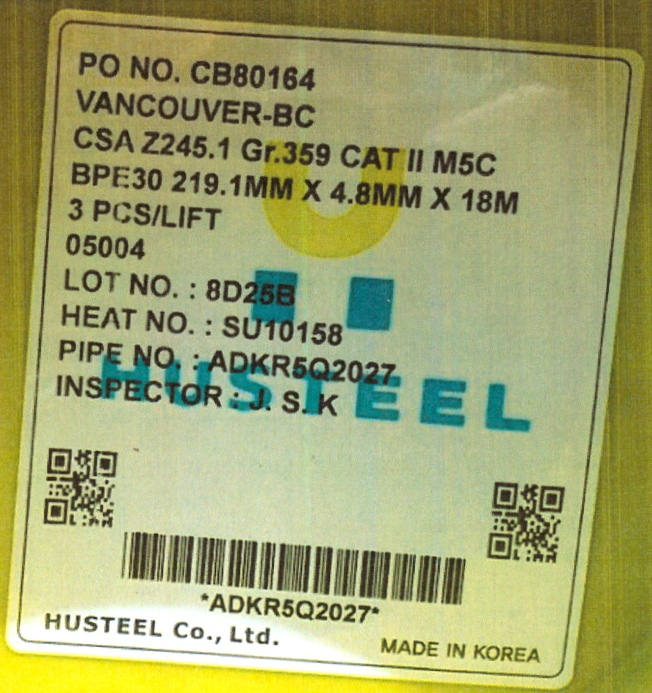 PO NO. CB80164
VANCOUVER-BC
CSA Z245.1 Gr.359 CAT II M5C
BPE30 219.1MM X 4.8MM X 18M
3 PCS/LIFT
05004
LOT NO. : 8D25B
HEAT NO. : SU10158
PIPE NO. : ADKR5Q2027
INSPECTOR : J. S. K
HUSTEEL
*ADKR5Q2027*
HUSTEEL Co., Ltd.
MADE IN KOREA